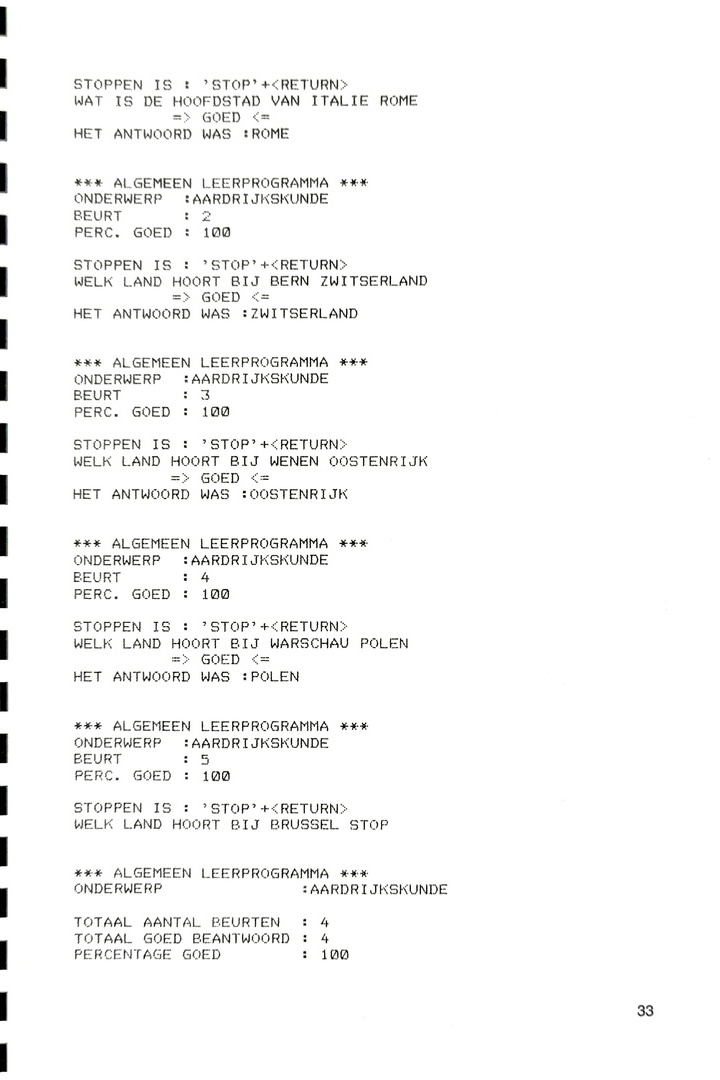 STOPPEN IS : 'STOP'+<RETURN>
WAT IS DE HOOFDSTAD VAN ITALIE ROME
=> GOED <=
HET ANTWOORD WAS :ROME
*** ALGEMEEN LEERPROGRAMMA ***
ONDERWERP :AARDRIJKSKUNDE
BEURT : 2
PERC. GOED : 100
STOPPEN IS : 'STOP'+<RETURN>
WELK LAND HOORT BIJ BERN ZWITSERLAND
=> GOED <=
HET ANTWOORD WAS :ZWITSERLAND
*** ALGEMEEN LEERPROGRAMMA ***
ONDERWERP :AARDRIJKSKUNDE
BEURT : 3
PERC. GOED : 100
STOPPEN IS : 'STOP'+<RETURN>
WELK LAND HOORT BIJ WENEN OOSTENRIJK
=> GOED <=
HET ANTWOORD WAS :OOSTENRIJK
*** ALGEMEEN LEERPROGRAMMA ***
ONDERWERP :AARDRIJKSKUNDE
BEURT : 4
PERC. GOED : 100
STOPPEN IS : 'STOP'+<RETURN>
WELK LAND HOORT BIJ WARSCHAU POLEN
=> GOED <=
HET ANTWOORD WAS :POLEN
*** ALGEMEEN LEERPROGRAMMA ***
ONDERWERP :AARDRIJKSKUNDE
BEURT : 5
PERC. GOED : 100
STOPPEN IS : 'STOP'+<RETURN>
WELK LAND HOORT BIJ BRUSSEL STOP
*** ALGEMEEN LEERPROGRAMMA ***
ONDERWERP :AARDRIJKSKUNDE
TOTAAL AANTAL BEURTEN : 4
TOTAAL GOED BEANTWOORD : 4
PERCENTAGE GOED : 100
33